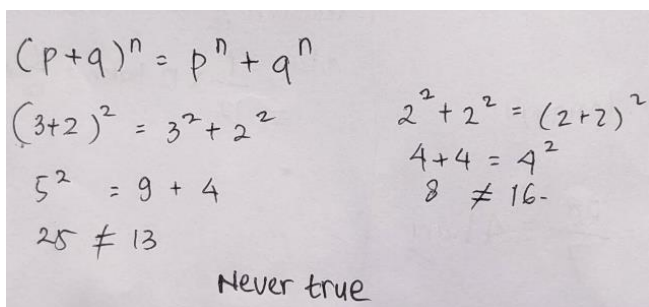 (p+q)ⁿ = pⁿ + qⁿ
(3+2)² = 3² + 2²
5² = 9 + 4
25 ≠ 13
2² + 2² = (2+2)²
4+4 = 4²
8 ≠ 16-
Never true